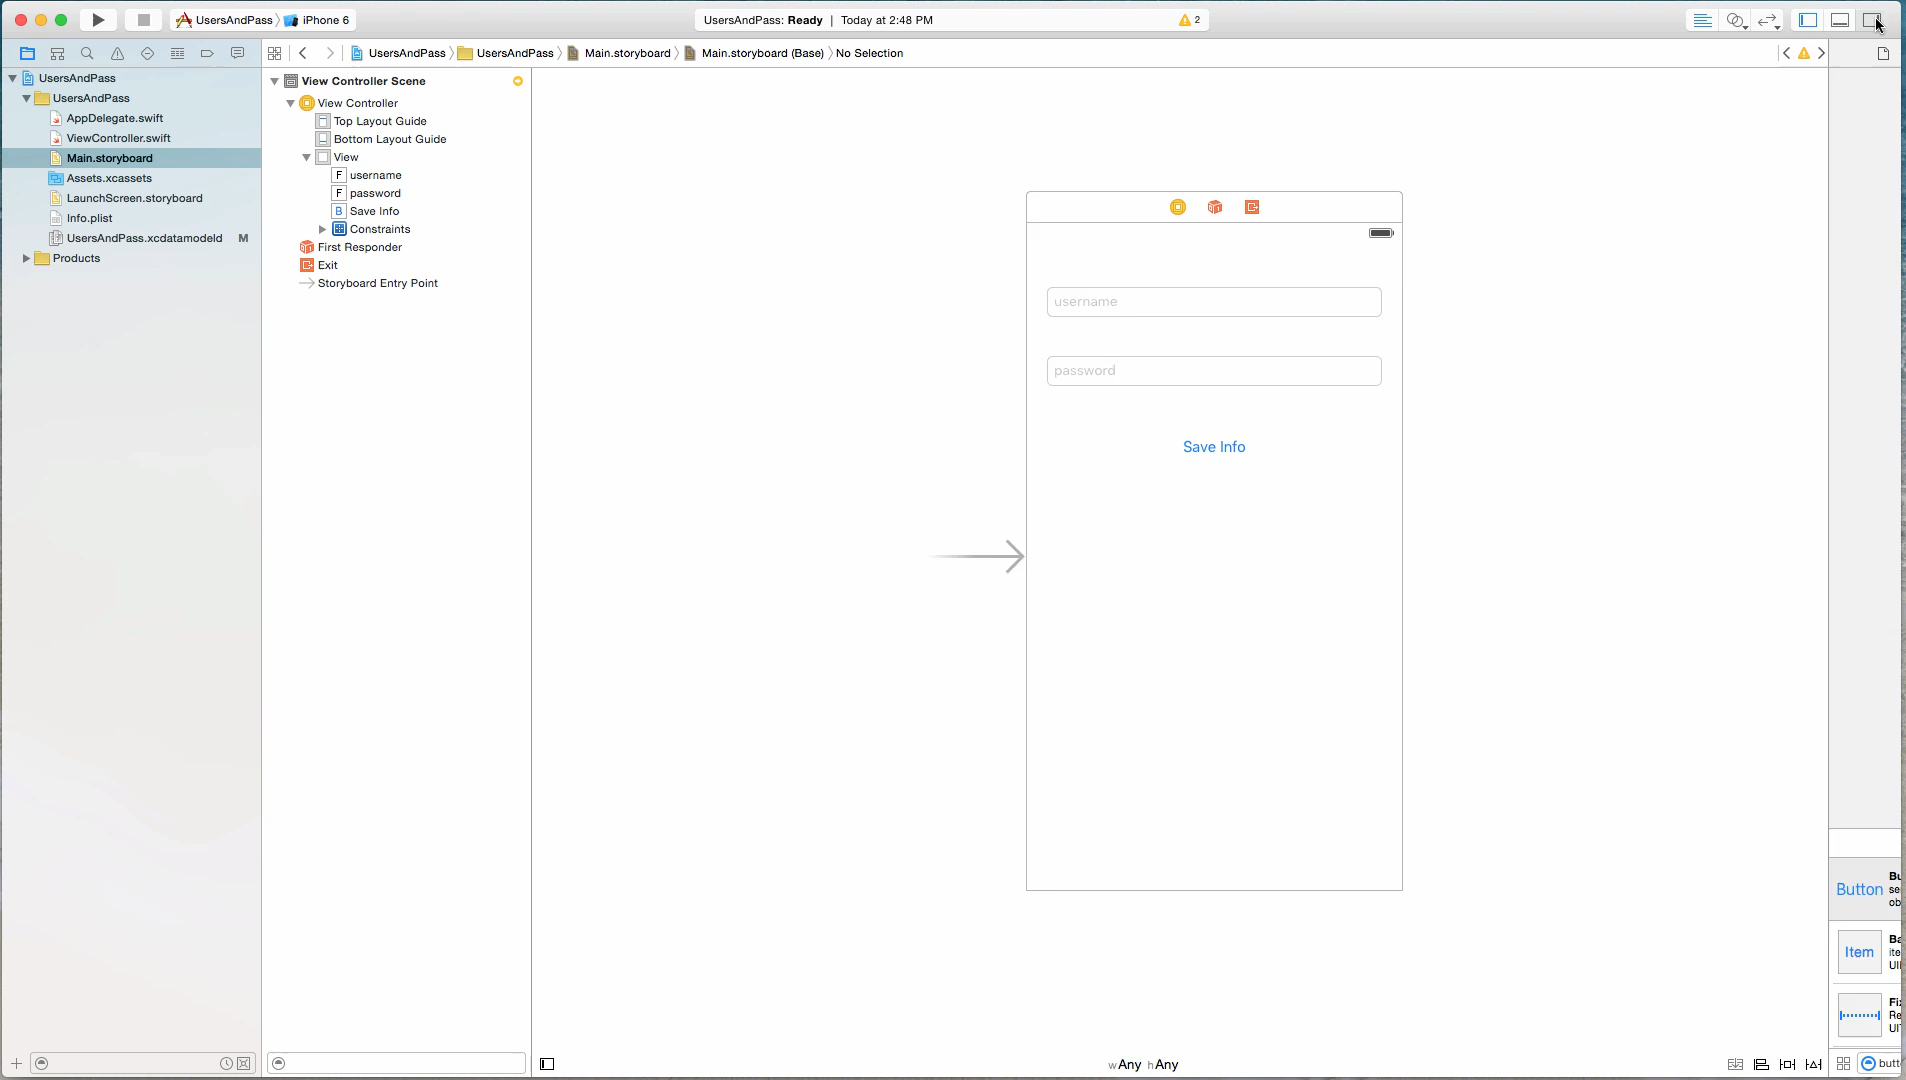 UsersAndPass iPhone 6
UsersAndPass: Ready | Today at 2:48 PM
2
UsersAndPass UsersAndPass Main.storyboard Main.storyboard (Base) No Selection
UsersAndPass
UsersAndPass
AppDelegate.swift
ViewController.swift
Main.storyboard
Assets.xcassets
LaunchScreen.storyboard
Info.plist
UsersAndPass.xcdatamodeld M
Products
View Controller Scene
View Controller
Top Layout Guide
Bottom Layout Guide
View
F username
F password
B Save Info
Constraints
First Responder
Exit
Storyboard Entry Point
username
password
Save Info
Button
Item
wAny hAny